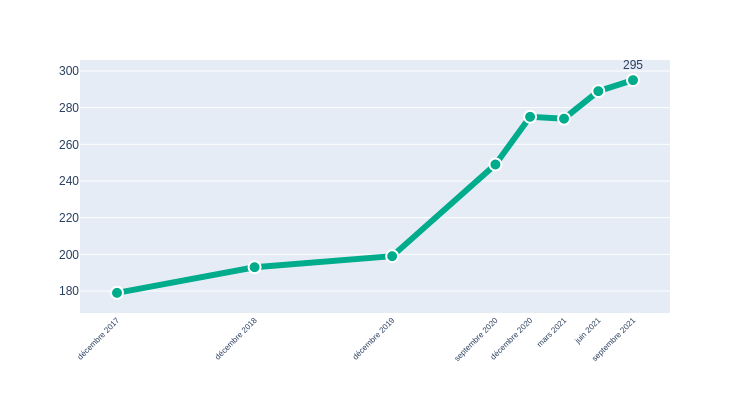 295
300
280
260
240
220
200
180
décembre 2017
décembre 2018
décembre 2019
septembre 2020
décembre 2020
mars 2021
juin 2021
septembre 2021